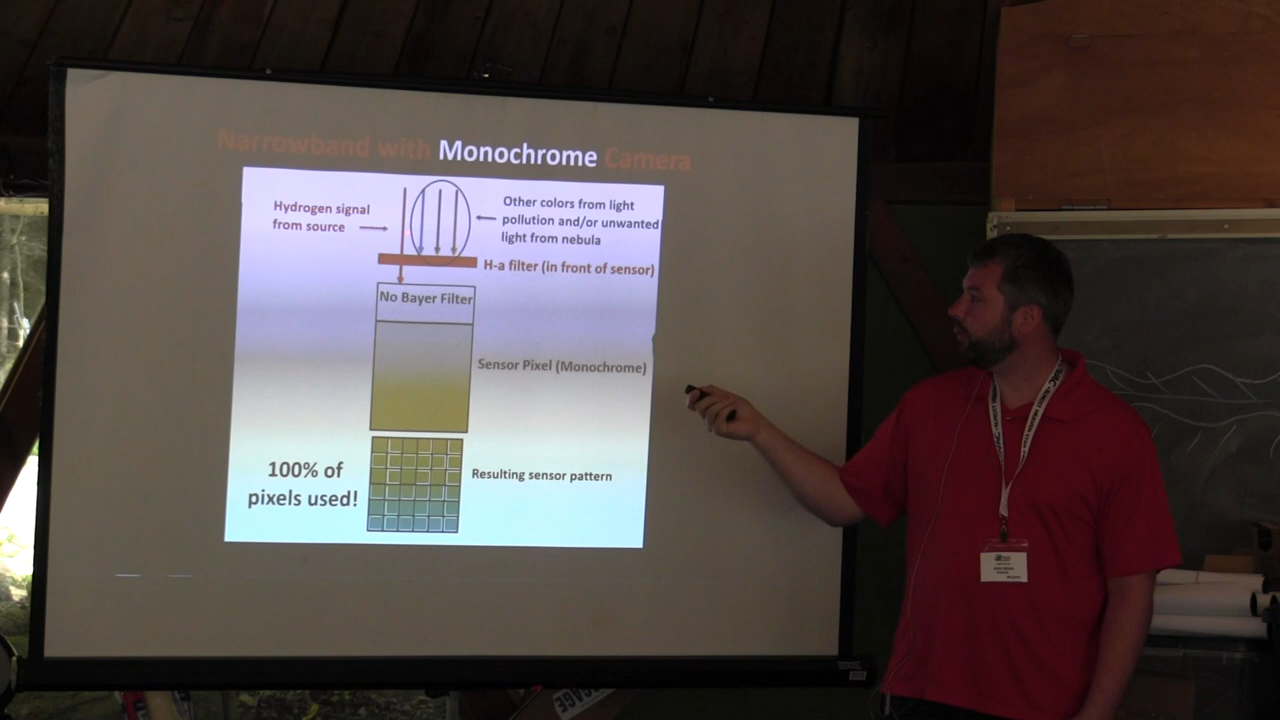 Narrowband with Monochrome Camera
Hydrogen signal
from source
Other colors from light
pollution and/or unwanted
light from nebula
H-a filter (in front of sensor)
No Bayer Filter
Sensor Pixel (Monochrome)
100% of
pixels used!
Resulting sensor pattern